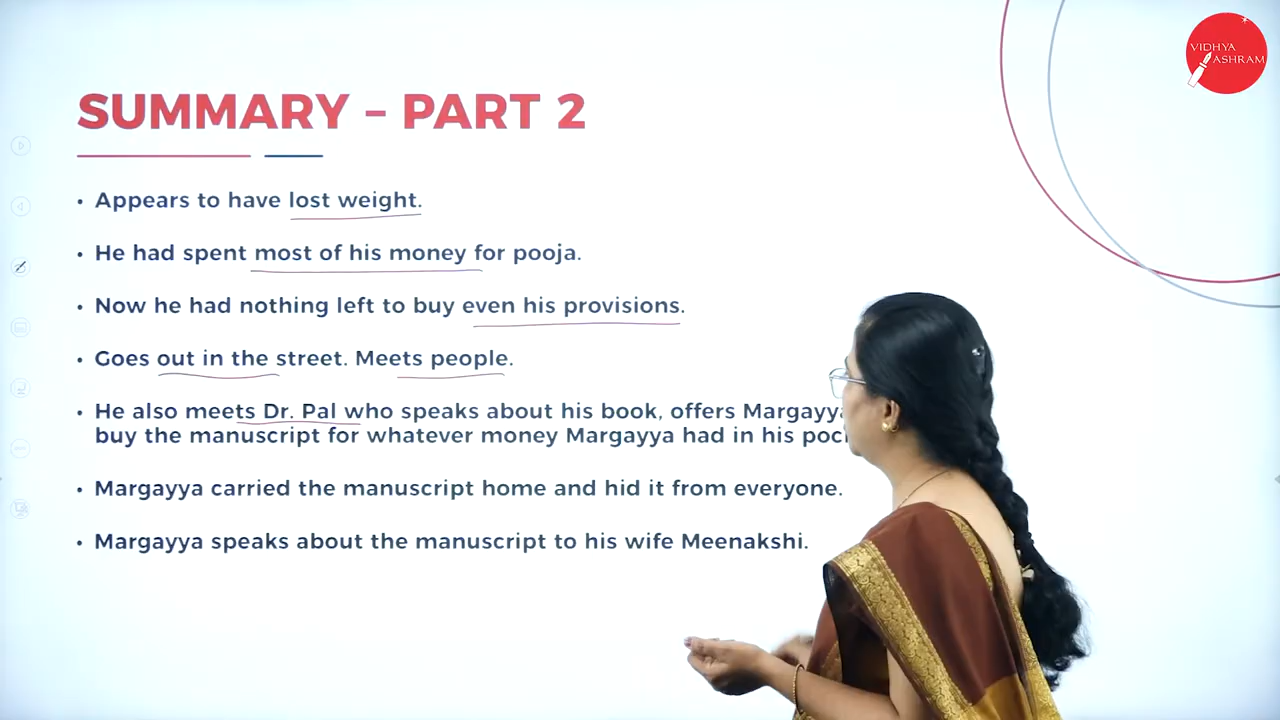 VIDHYA
ASHRAM
SUMMARY – PART 2
• Appears to have lost weight.
• He had spent most of his money for pooja.
• Now he had nothing left to buy even his provisions.
• Goes out in the street. Meets people.
• He also meets Dr. Pal who speaks about his book, offers Margayya
buy the manuscript for whatever money Margayya had in his
• Margayya carried the manuscript home and hid it from everyone.
• Margayya speaks about the manuscript to his wife Meenakshi.